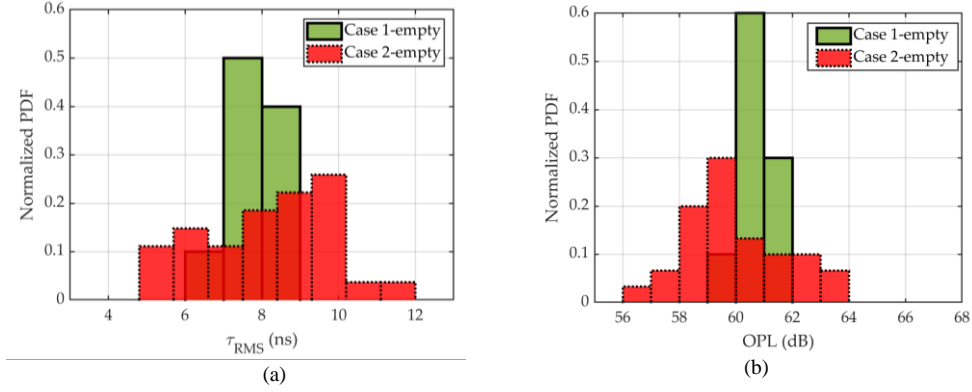 Case 1-empty
Case 2-empty
Normalized PDF
0.6
0.5
0.4
0.3
0.2
0.1
0
4 6 8 10 12
τRMS (ns)
(a)
Case 1-empty
Case 2-empty
Normalized PDF
0.6
0.5
0.4
0.3
0.2
0.1
0
56 58 60 62 64 66 68
OPL (dB)
(b)